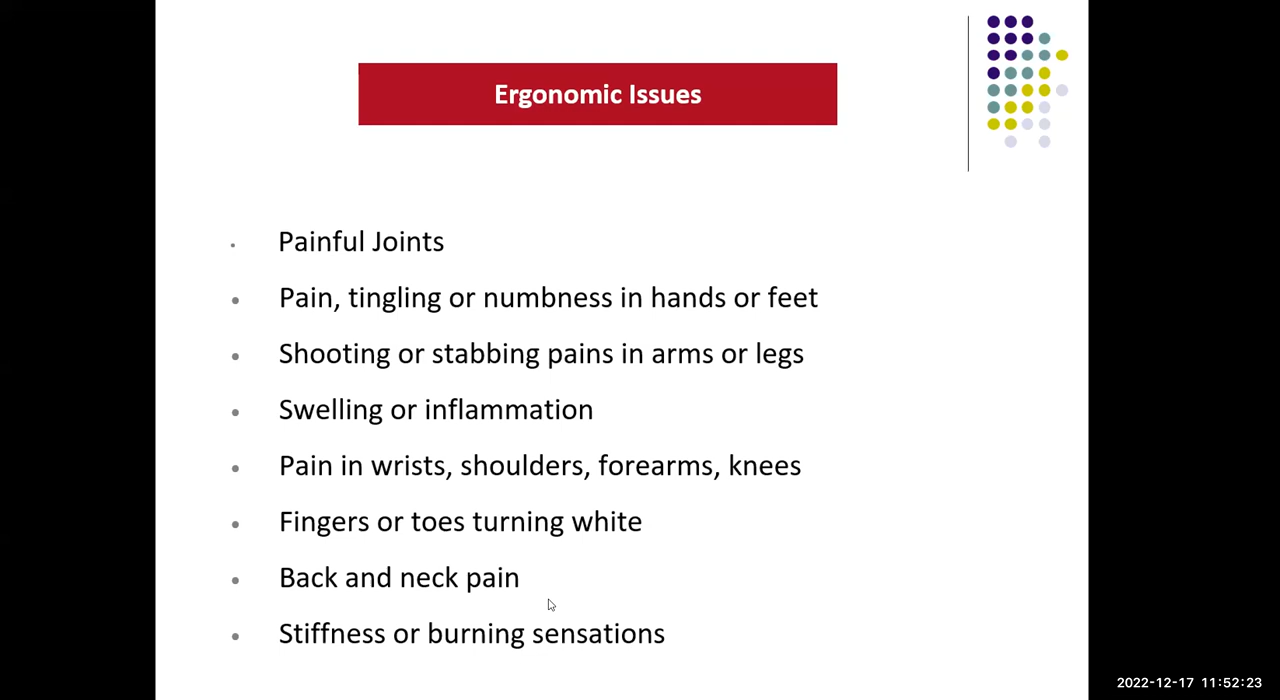 Ergonomic Issues
• Painful Joints
• Pain, tingling or numbness in hands or feet
• Shooting or stabbing pains in arms or legs
• Swelling or inflammation
• Pain in wrists, shoulders, forearms, knees
• Fingers or toes turning white
• Back and neck pain
• Stiffness or burning sensations
2022-12-17 11:52:23